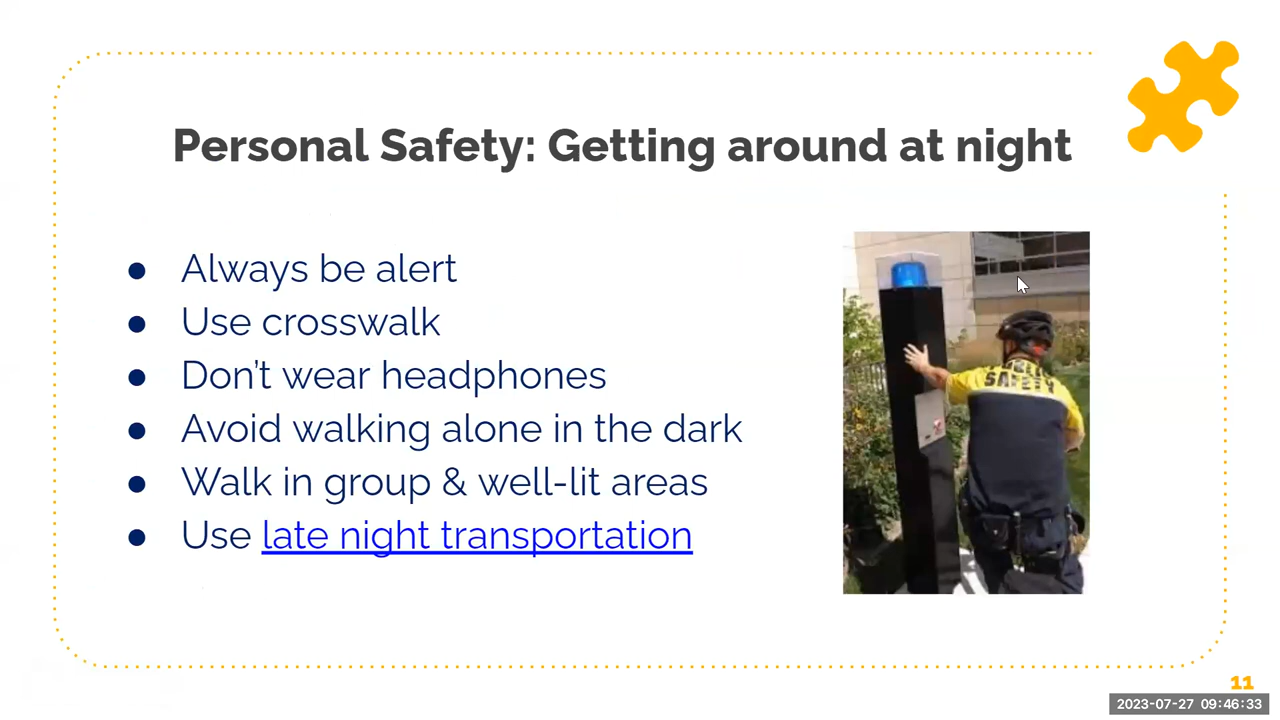 Personal Safety: Getting around at night
● Always be alert
● Use crosswalk
● Don't wear headphones
● Avoid walking alone in the dark
● Walk in group & well-lit areas
● Use late night transportation
SAFETY
11
2023-07-27 09:46:33